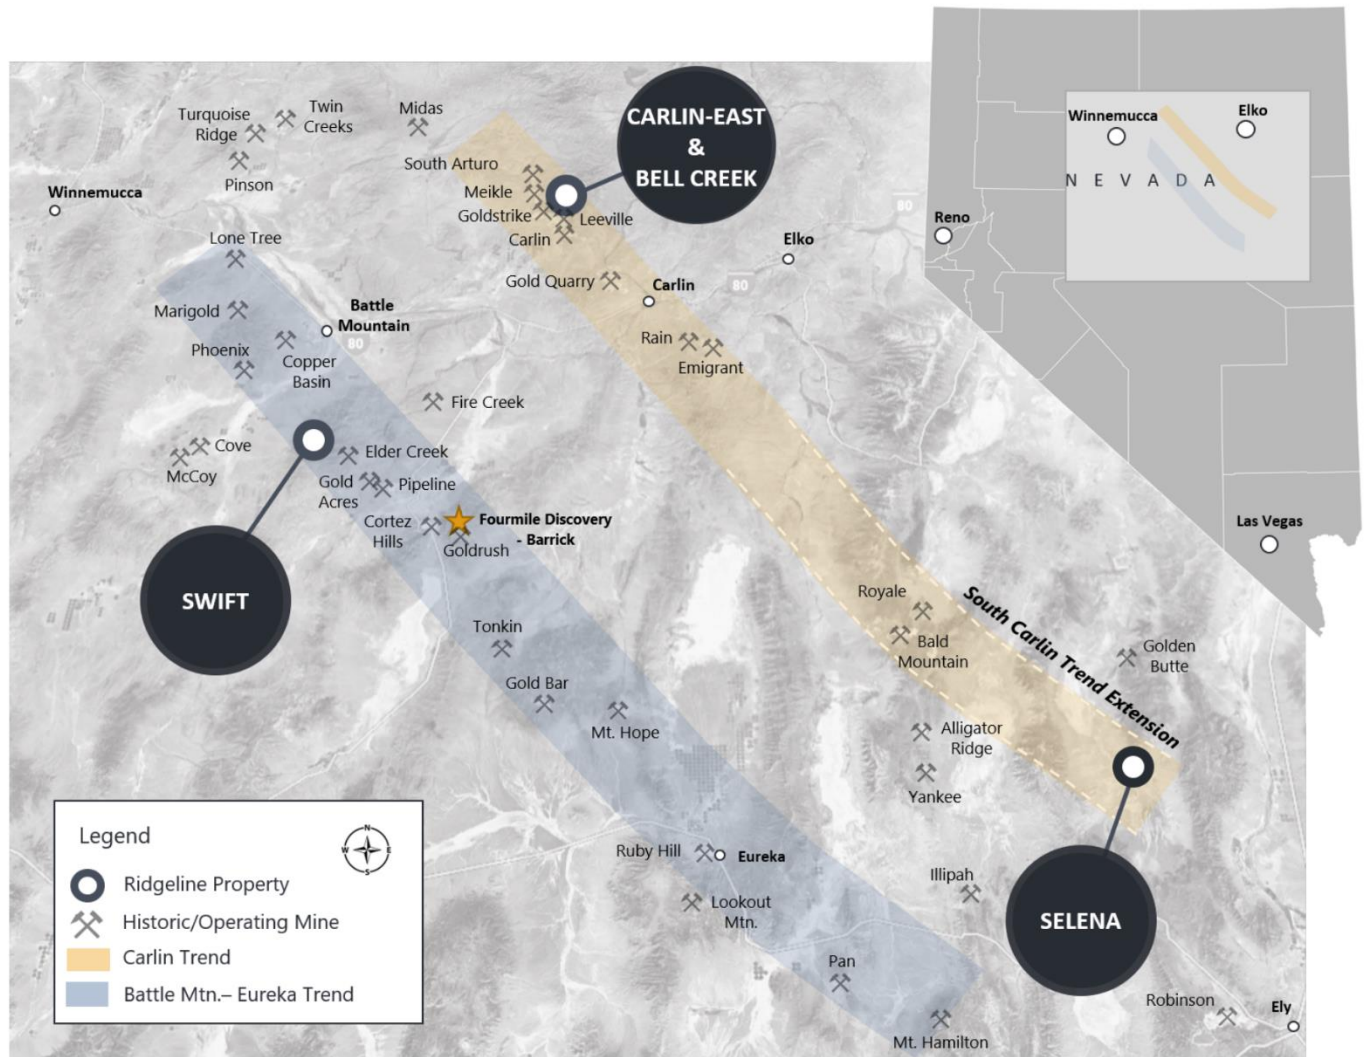 Turquoise
Ridge
Twin
Creeks
Midas
CARLIN-EAST
&
BELL CREEK
Pinson
South Arturo
Meikle
Goldstrike
Leeville
Carlin
Winnemucca
Lone Tree
Elko
80
Gold Quarry
Carlin
80
Marigold
Battle
Mountain
80
Phoenix
Copper
Basin
Rain
Emigrant
Fire Creek
Cove
McCoy
Elder Creek
Gold
Acres
Pipeline
Cortez
Hills
Fourmile Discovery
- Barrick
Goldrush
SWIFT
Royale
Bald
Mountain
South Carlin Trend Extension
Golden
Butte
Tonkin
Gold Bar
Mt. Hope
Alligator
Ridge
Yankee
Ruby Hill
Eureka
Lookout
Mtn.
Illipah
SELENA
Pan
Mt. Hamilton
Robinson
Ely
Winnemucca
Elko
NEVADA
Reno
Las Vegas
Legend
N
W
E
S
Ridgeline Property
Historic/Operating Mine
Carlin Trend
Battle Mtn.– Eureka Trend